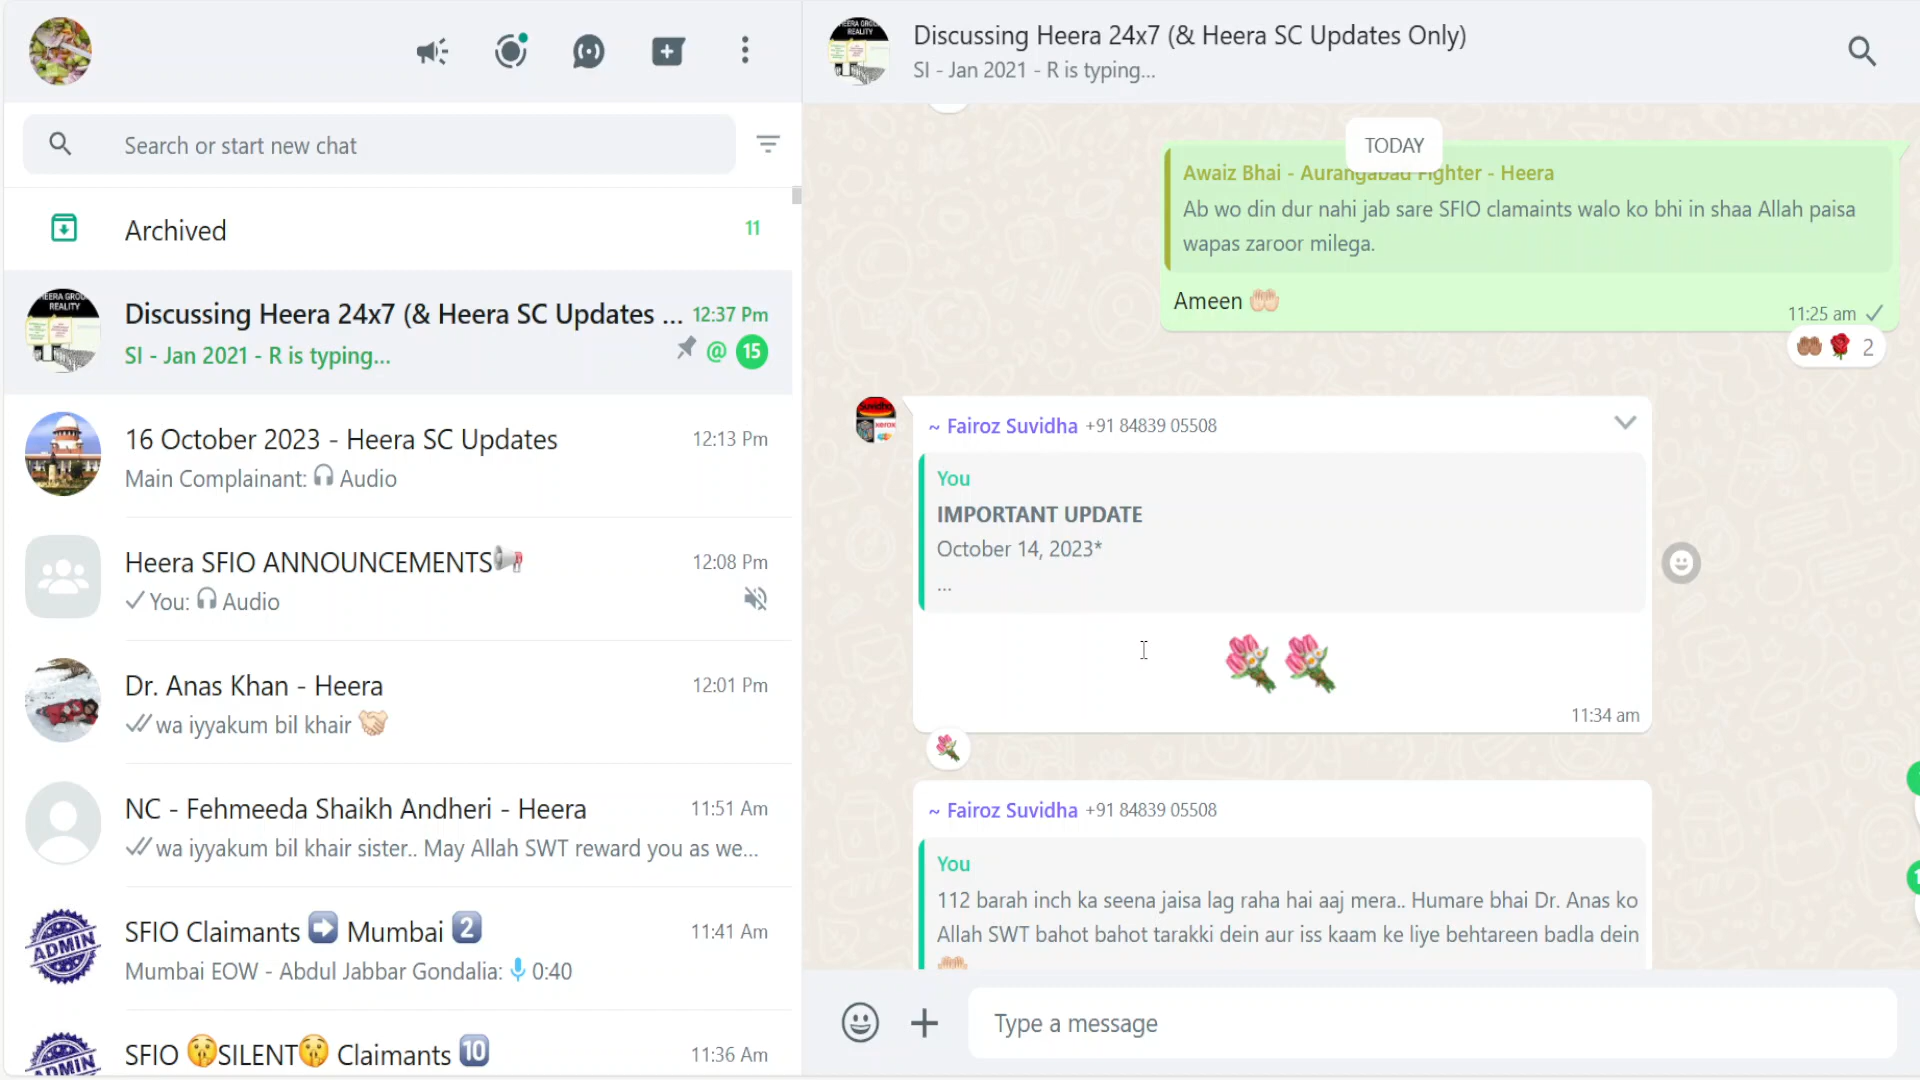 Search or start new chat
Archived
11
Discussing Heera 24x7 (& Heera SC Updates ...
12:37 Pm
SI - Jan 2021 - R is typing...
@
15
16 October 2023 - Heera SC Updates
12:13 Pm
Main Complainant: 🎧 Audio
Heera SFIO ANNOUNCEMENTS📢
12:08 Pm
You: 🎧 Audio
Dr. Anas Khan - Heera
12:01 Pm
wa iyyakum bil khair 🤝🏻
NC - Fehmeeda Shaikh Andheri - Heera
11:51 Am
wa iyyakum bil khair sister.. May Allah SWT reward you as we...
SFIO Claimants ➡️ Mumbai 2️⃣
11:41 Am
Mumbai EOW - Abdul Jabbar Gondalia: 🎤 0:40
ADMIN
SFIO 🤫SILENT🤫 Claimants 🔟
11:36 Am
ADMIN
HEERA GROUP
REALITY
Discussing Heera 24x7 (& Heera SC Updates Only)
SI - Jan 2021 - R is typing...
TODAY
Awaiz Bhai - Aurangabad Fighter - Heera
Ab wo din dur nahi jab sare SFIO clamaints walo ko bhi in shaa Allah paisa
wapas zaroor milega.
Ameen 🤲🏻
11:25 am
2
Suvidha
xerox
~ Fairoz Suvidha +91 84839 05508
You
IMPORTANT UPDATE
October 14, 2023*
...
💐💐
11:34 am
~ Fairoz Suvidha +91 84839 05508
You
112 barah inch ka seena jaisa lag raha hai aaj mera.. Humare bhai Dr. Anas ko
Allah SWT bahot bahot tarakki dein aur iss kaam ke liye behtareen badla dein
Type a message